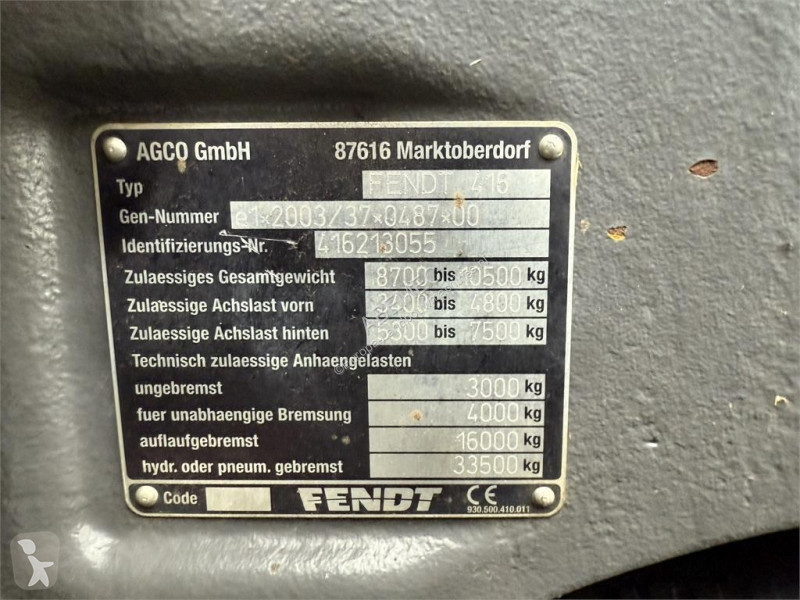 AGCO GmbH 87616 Marktoberdorf
Typ FENDT 416
Gen-Nummer e1*2003/37*0487*00
Identifizierungs-Nr. 416213055
Zulaessiges Gesamtgewicht 8700 bis 10500 kg
Zulaessige Achslast vorn 3400 bis 4800 kg
Zulaessige Achslast hinten 6300 bis 7500 kg
Technisch zulaessige Anhaengelasten
ungebremst 3000 kg
fuer unabhaengige Bremsung 4000 kg
auflaufgebremst 16000 kg
hydr. oder pneum. gebremst 33500 kg
Code FENDT CE
930.500.410.011